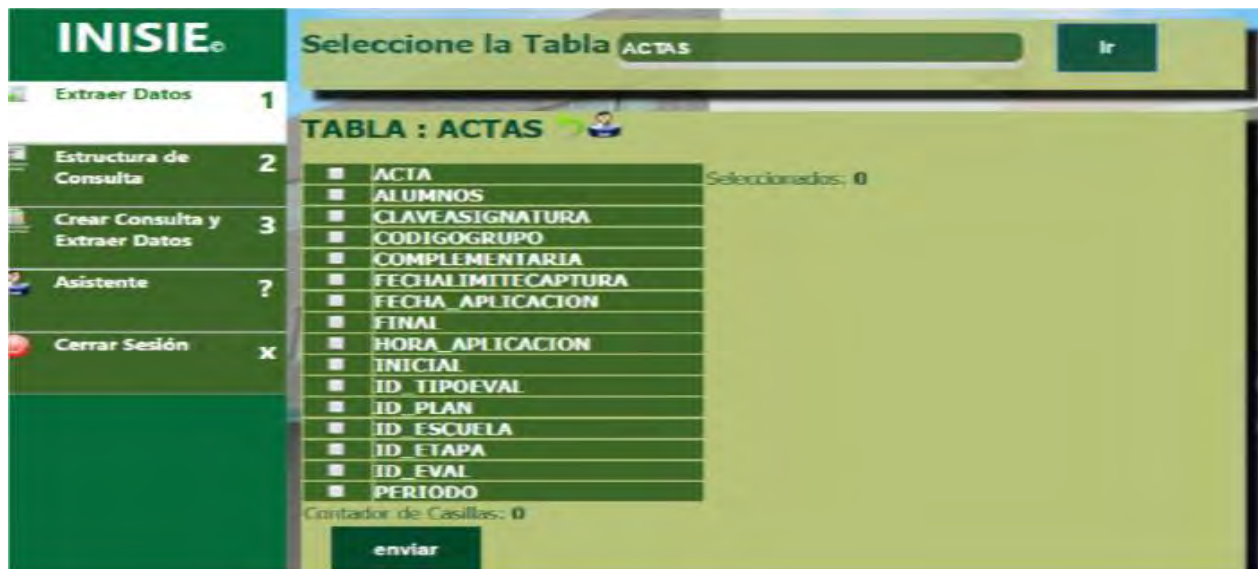 INISIE©
Extraer Datos 1
Estructura de 2
Consulta
Crear Consulta y 3
Extraer Datos
Asistente ?
Cerrar Sesión x
Seleccione la Tabla ACTAS Ir
TABLA : ACTAS
ACTA
ALUMNOS
CLAVEASIGNATURA
CODIGOGRUPO
COMPLEMENTARIA
FECHALIMITECAPTURA
FECHA_APLICACION
FINAL
HORA_APLICACION
INICIAL
ID_TIPOEVAL
ID_PLAN
ID_ESCUELA
ID_ETAPA
ID_EVAL
PERIODO
Seleccionados: 0
Contador de Casillas: 0
enviar